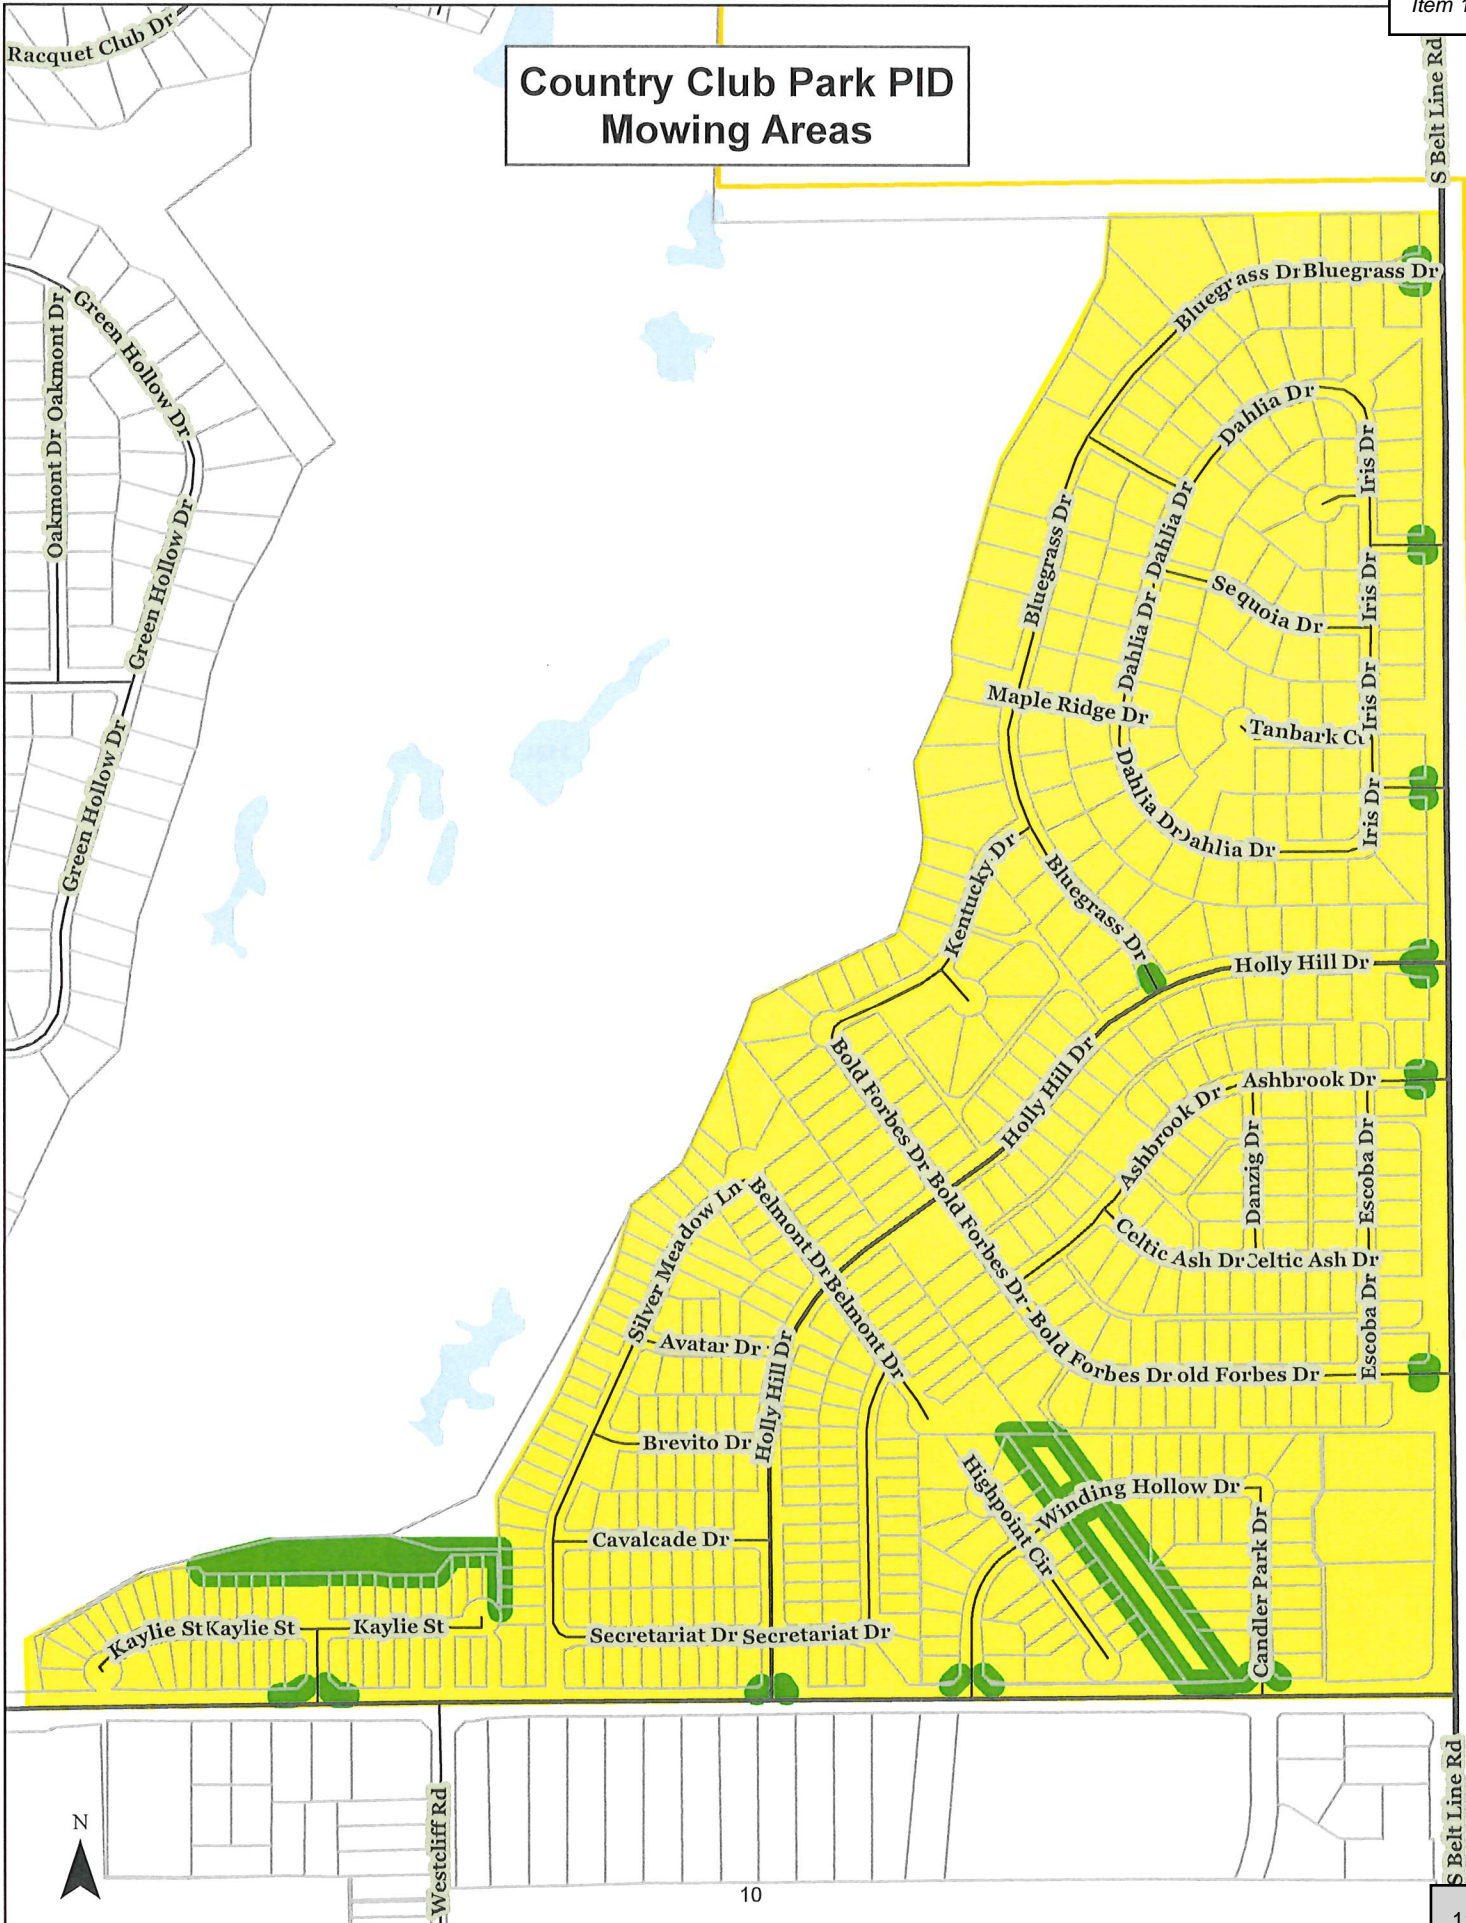 Item 1
Racquet Club Dr
Country Club Park PID
Mowing Areas
S Belt Line Rd
Bluegrass Dr
Bluegrass Dr
Green Hollow Dr
Oakmont Dr
Oakmont Dr
Dahlia Dr
Iris Dr
Green Hollow Dr
Bluegrass Dr
Dahlia Dr
Dahlia Dr
Sequoia Dr
Iris Dr
Maple Ridge Dr
Iris Dr
Tanbark Ct
Green Hollow Dr
Dahlia Dr
Dahlia Dr
Iris Dr
Kentucky Dr
Bluegrass Dr
Holly Hill Dr
Bold Forbes Dr
Holly Hill Dr
Ashbrook Dr
Ashbrook Dr
Danzig Dr
Escoba Dr
Silver Meadow Ln
Belmont Dr
Bold Forbes Dr
Celtic Ash Dr
Celtic Ash Dr
Belmont Dr
Avatar Dr
Holly Hill Dr
Bold Forbes Dr
old Forbes Dr
Escoba Dr
Brevito Dr
Highpoint Cir
Winding Hollow Dr
Cavalcade Dr
Candler Park Dr
Kaylie St
Kaylie St
Kaylie St
Secretariat Dr
Secretariat Dr
Westcliff Rd
S Belt Line Rd
N
10
1